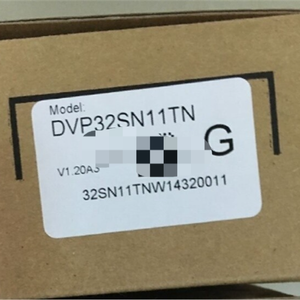 Model:
DVP32SN11TN
G
V1.20A3
32SN11TNW14320011